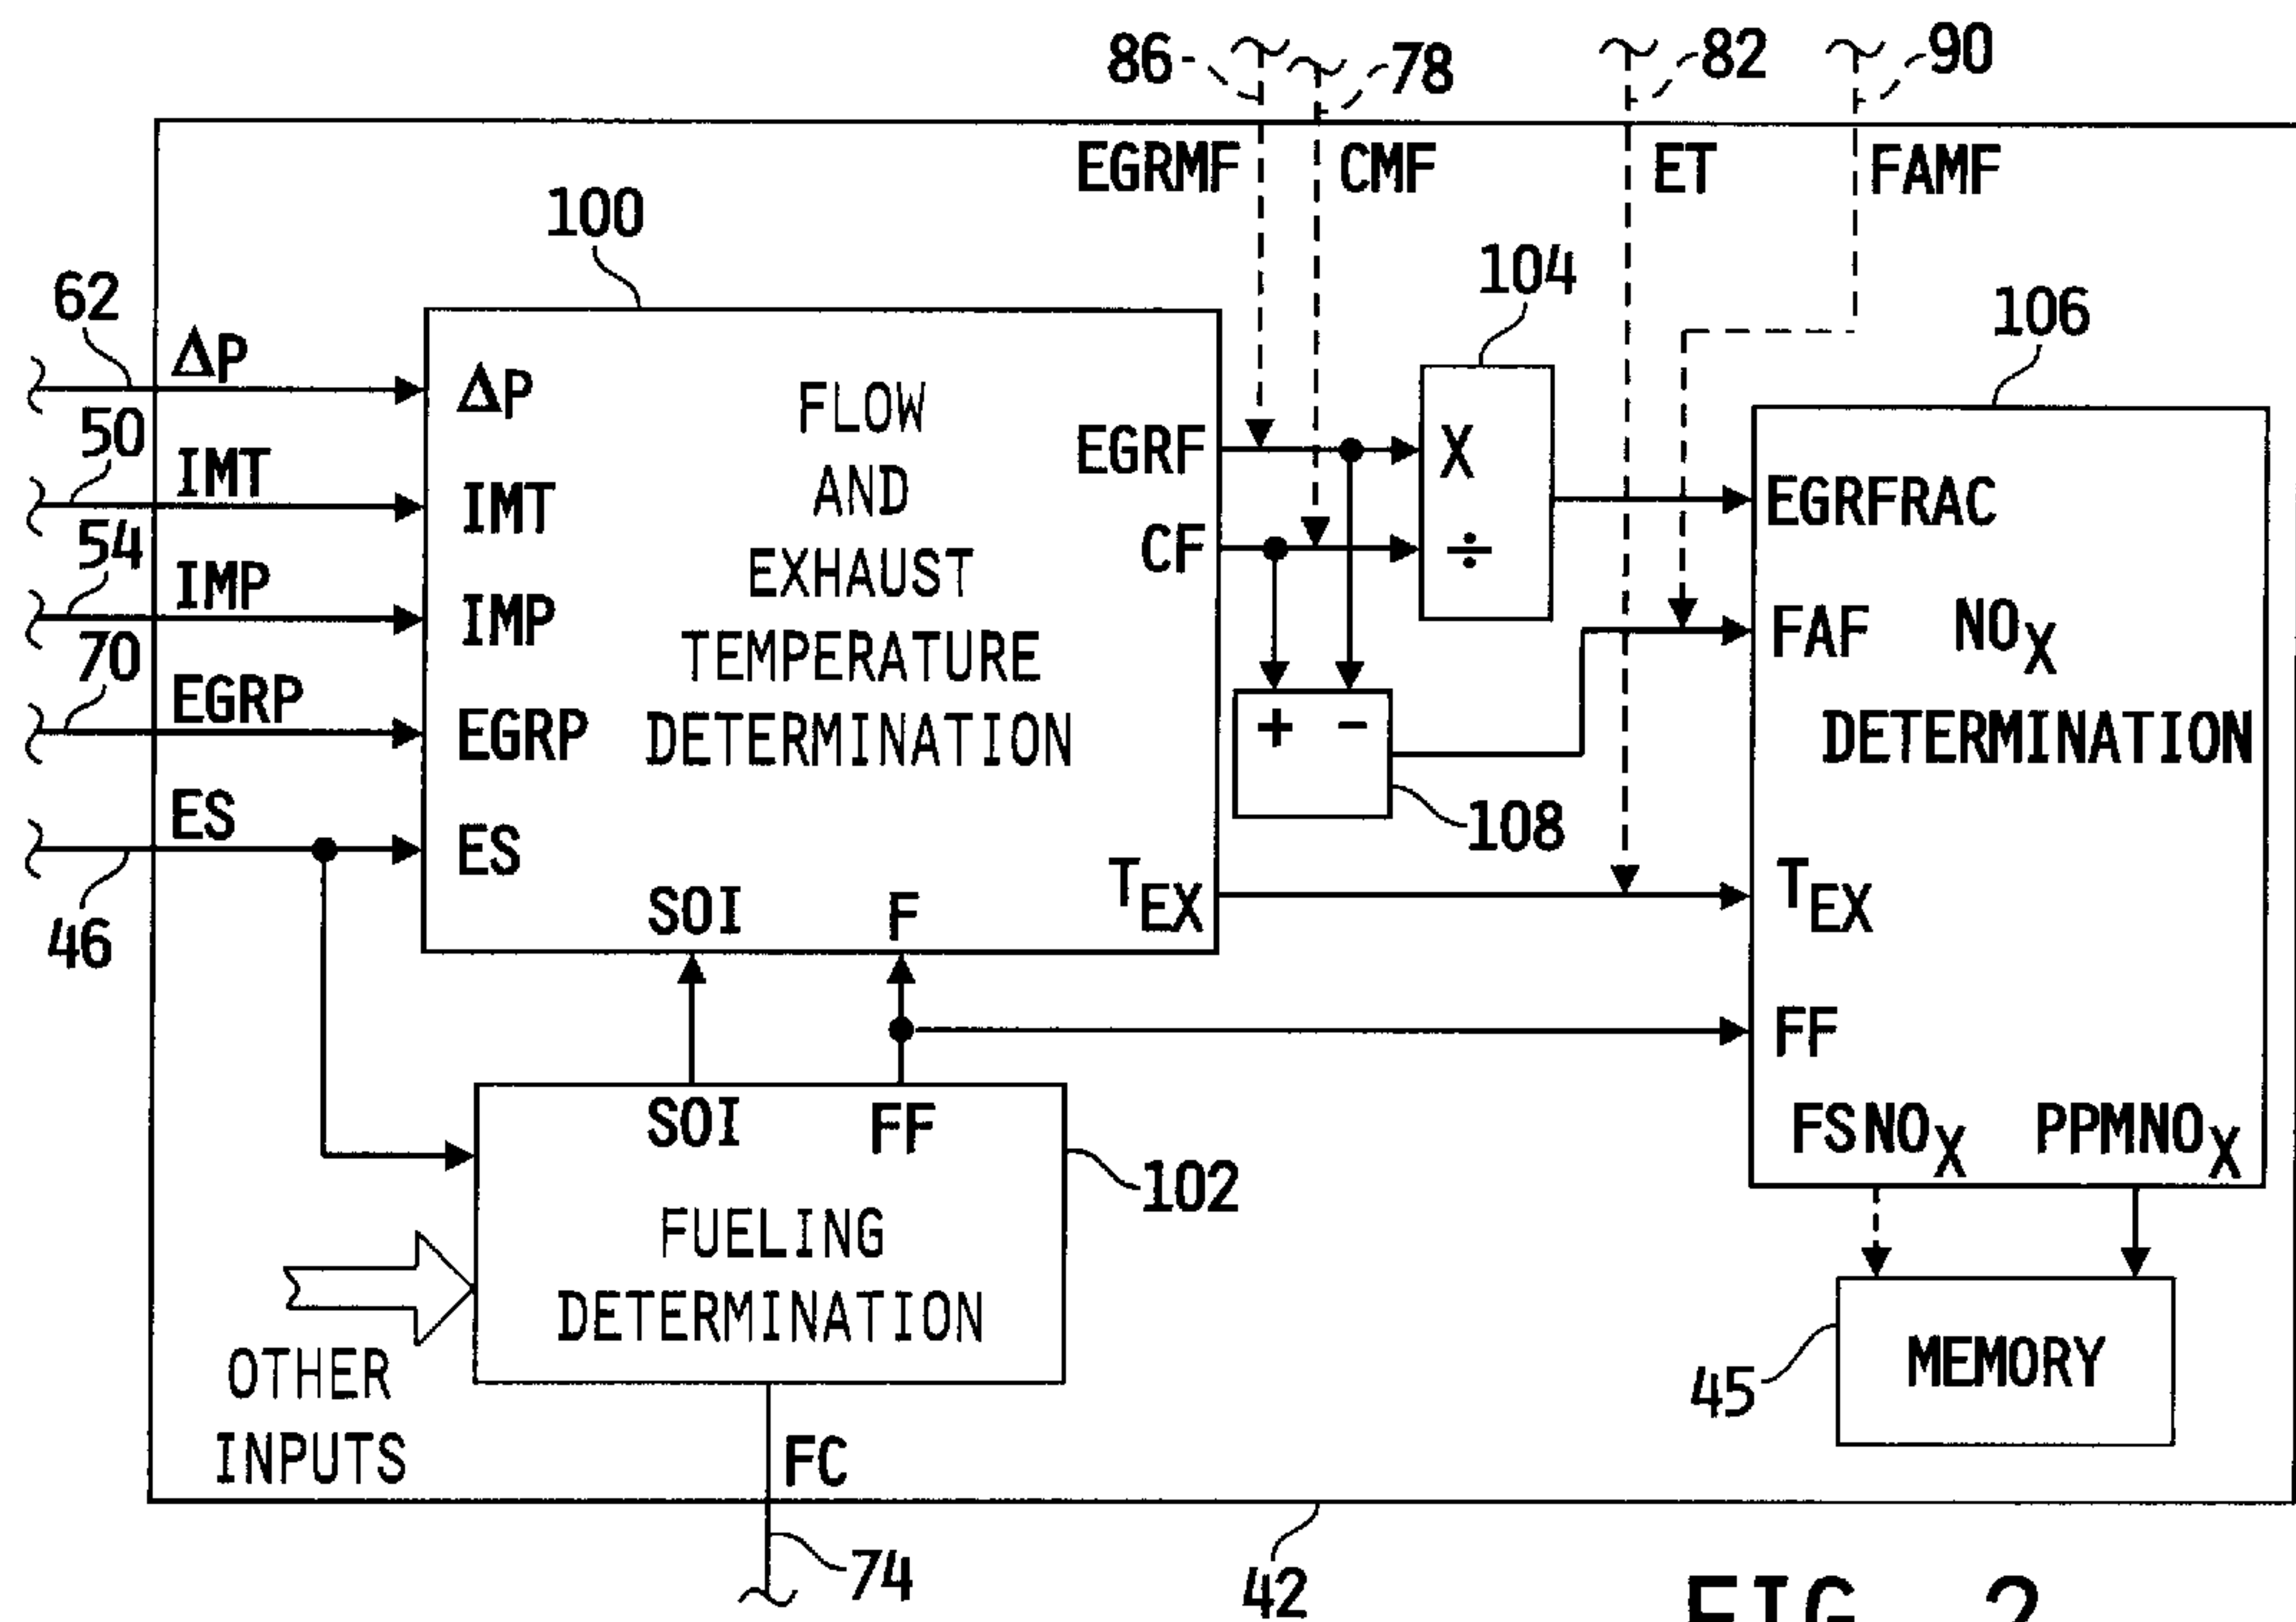 86
78
82
90
EGRMF
CMF
ET
FAMF
100
104
106
62
ΔP
50
IMT
54
IMP
70
EGRP
ES
46
ΔP
IMT
IMP
EGRP
ES
FLOW
AND
EXHAUST
TEMPERATURE
DETERMINATION
EGRF
CF
TEX
SOI
F
X
÷
+ -
108
EGRFRAC
FAF
NOX
DETERMINATION
TEX
FF
FSNOX
PPMNOX
SOI
FF
102
FUELING
DETERMINATION
OTHER
INPUTS
FC
74
42
45
MEMORY
FIG. 2